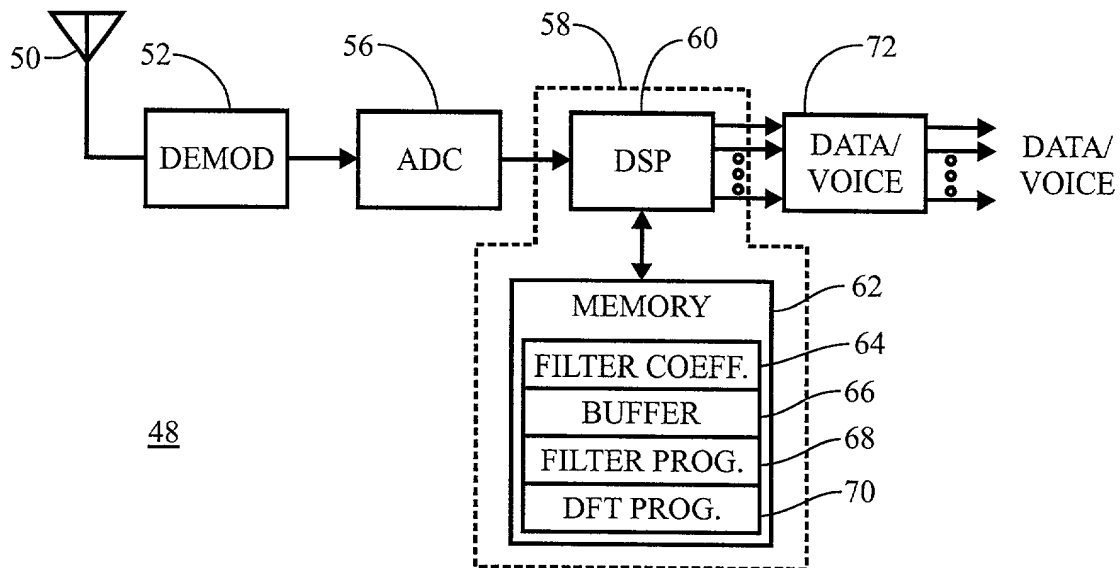 50
52
56
58
60
72
DEMOD
ADC
DSP
DATA/
VOICE
DATA/
VOICE
MEMORY
62
FILTER COEFF.
64
BUFFER
66
FILTER PROG.
68
DFT PROG.
70
48